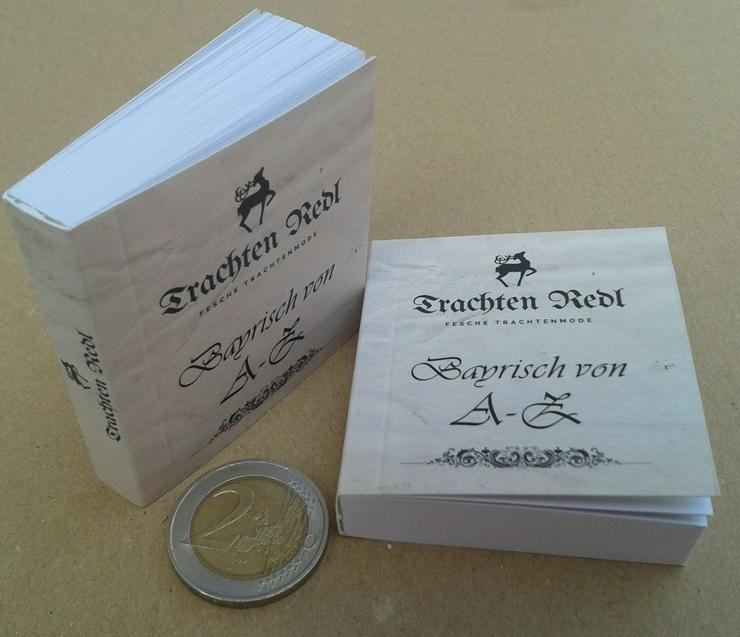 Trachten Redl
FESCHE TRACHTENMODE
Bayrisch von
A-Z
Trachten Redl
Trachten Redl
FESCHE TRACHTENMODE
Bayrisch von
A-Z
2